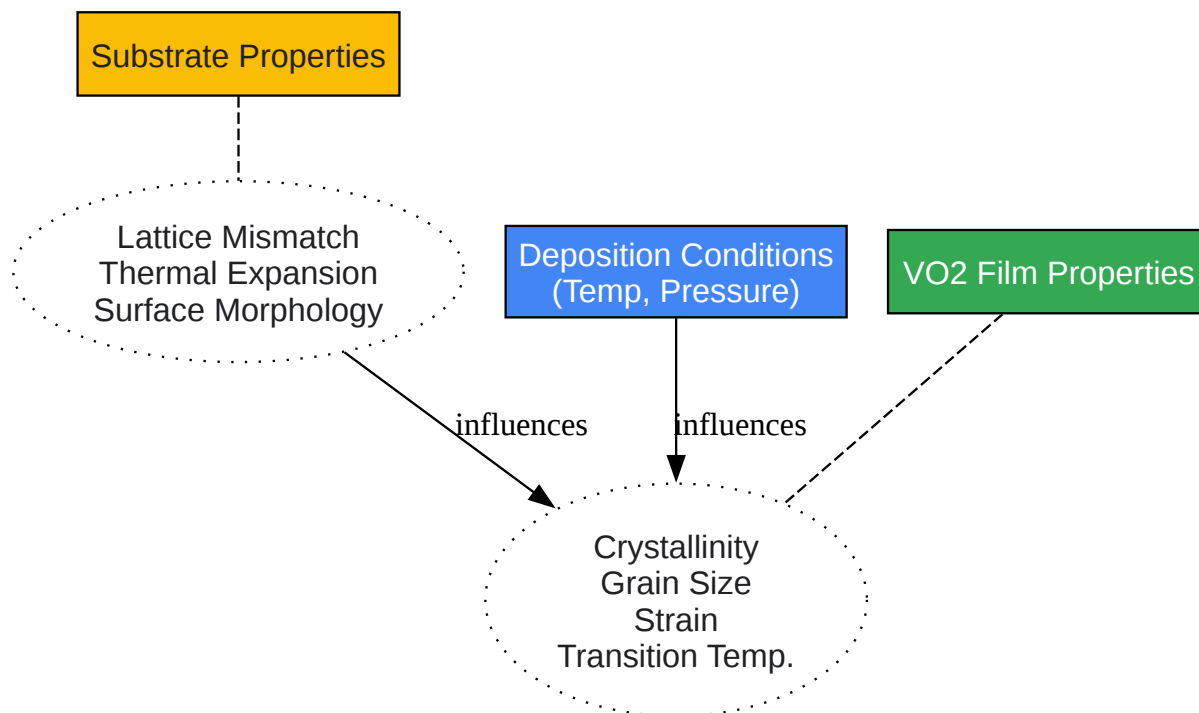 Substrate Properties
Lattice Mismatch
Thermal Expansion
Surface Morphology
Deposition Conditions
(Temp, Pressure)
VO2 Film Properties
influences
influences
Crystallinity
Grain Size
Strain
Transition Temp.